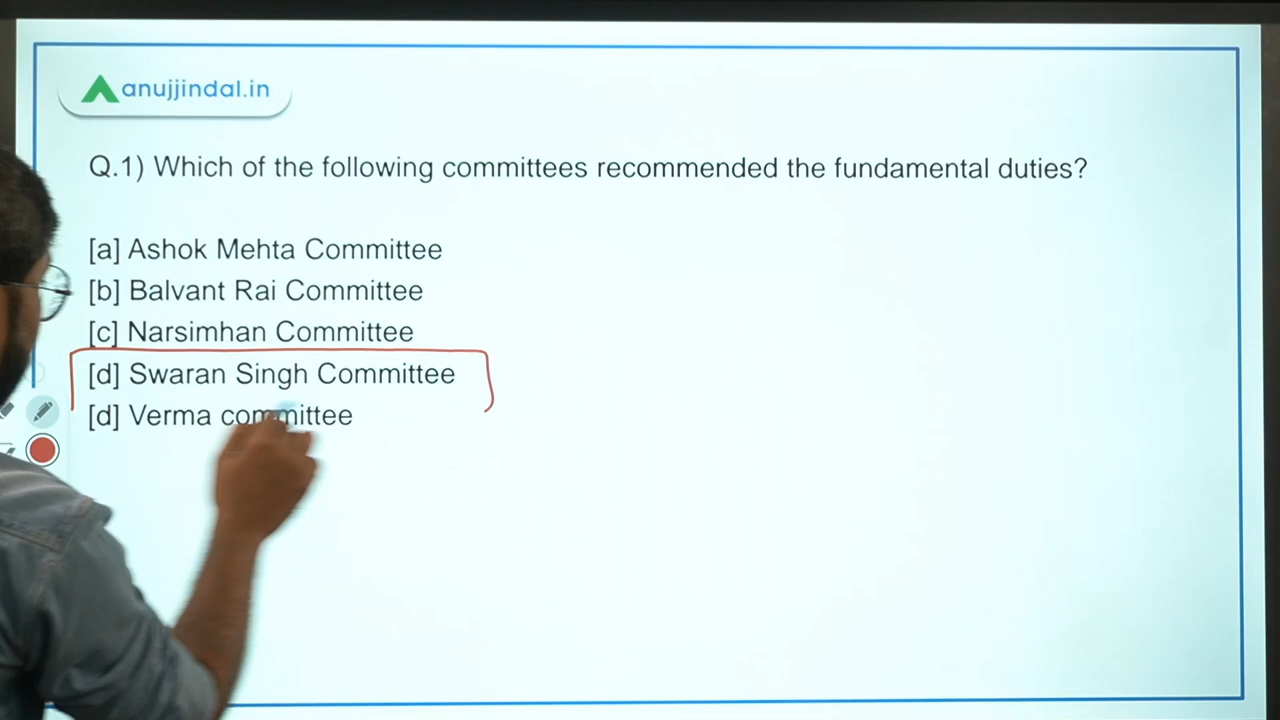 anujjindal.in
Q.1) Which of the following committees recommended the fundamental duties?
[a] Ashok Mehta Committee
[b] Balvant Rai Committee
[c] Narsimhan Committee
[d] Swaran Singh Committee
[d] Verma committee